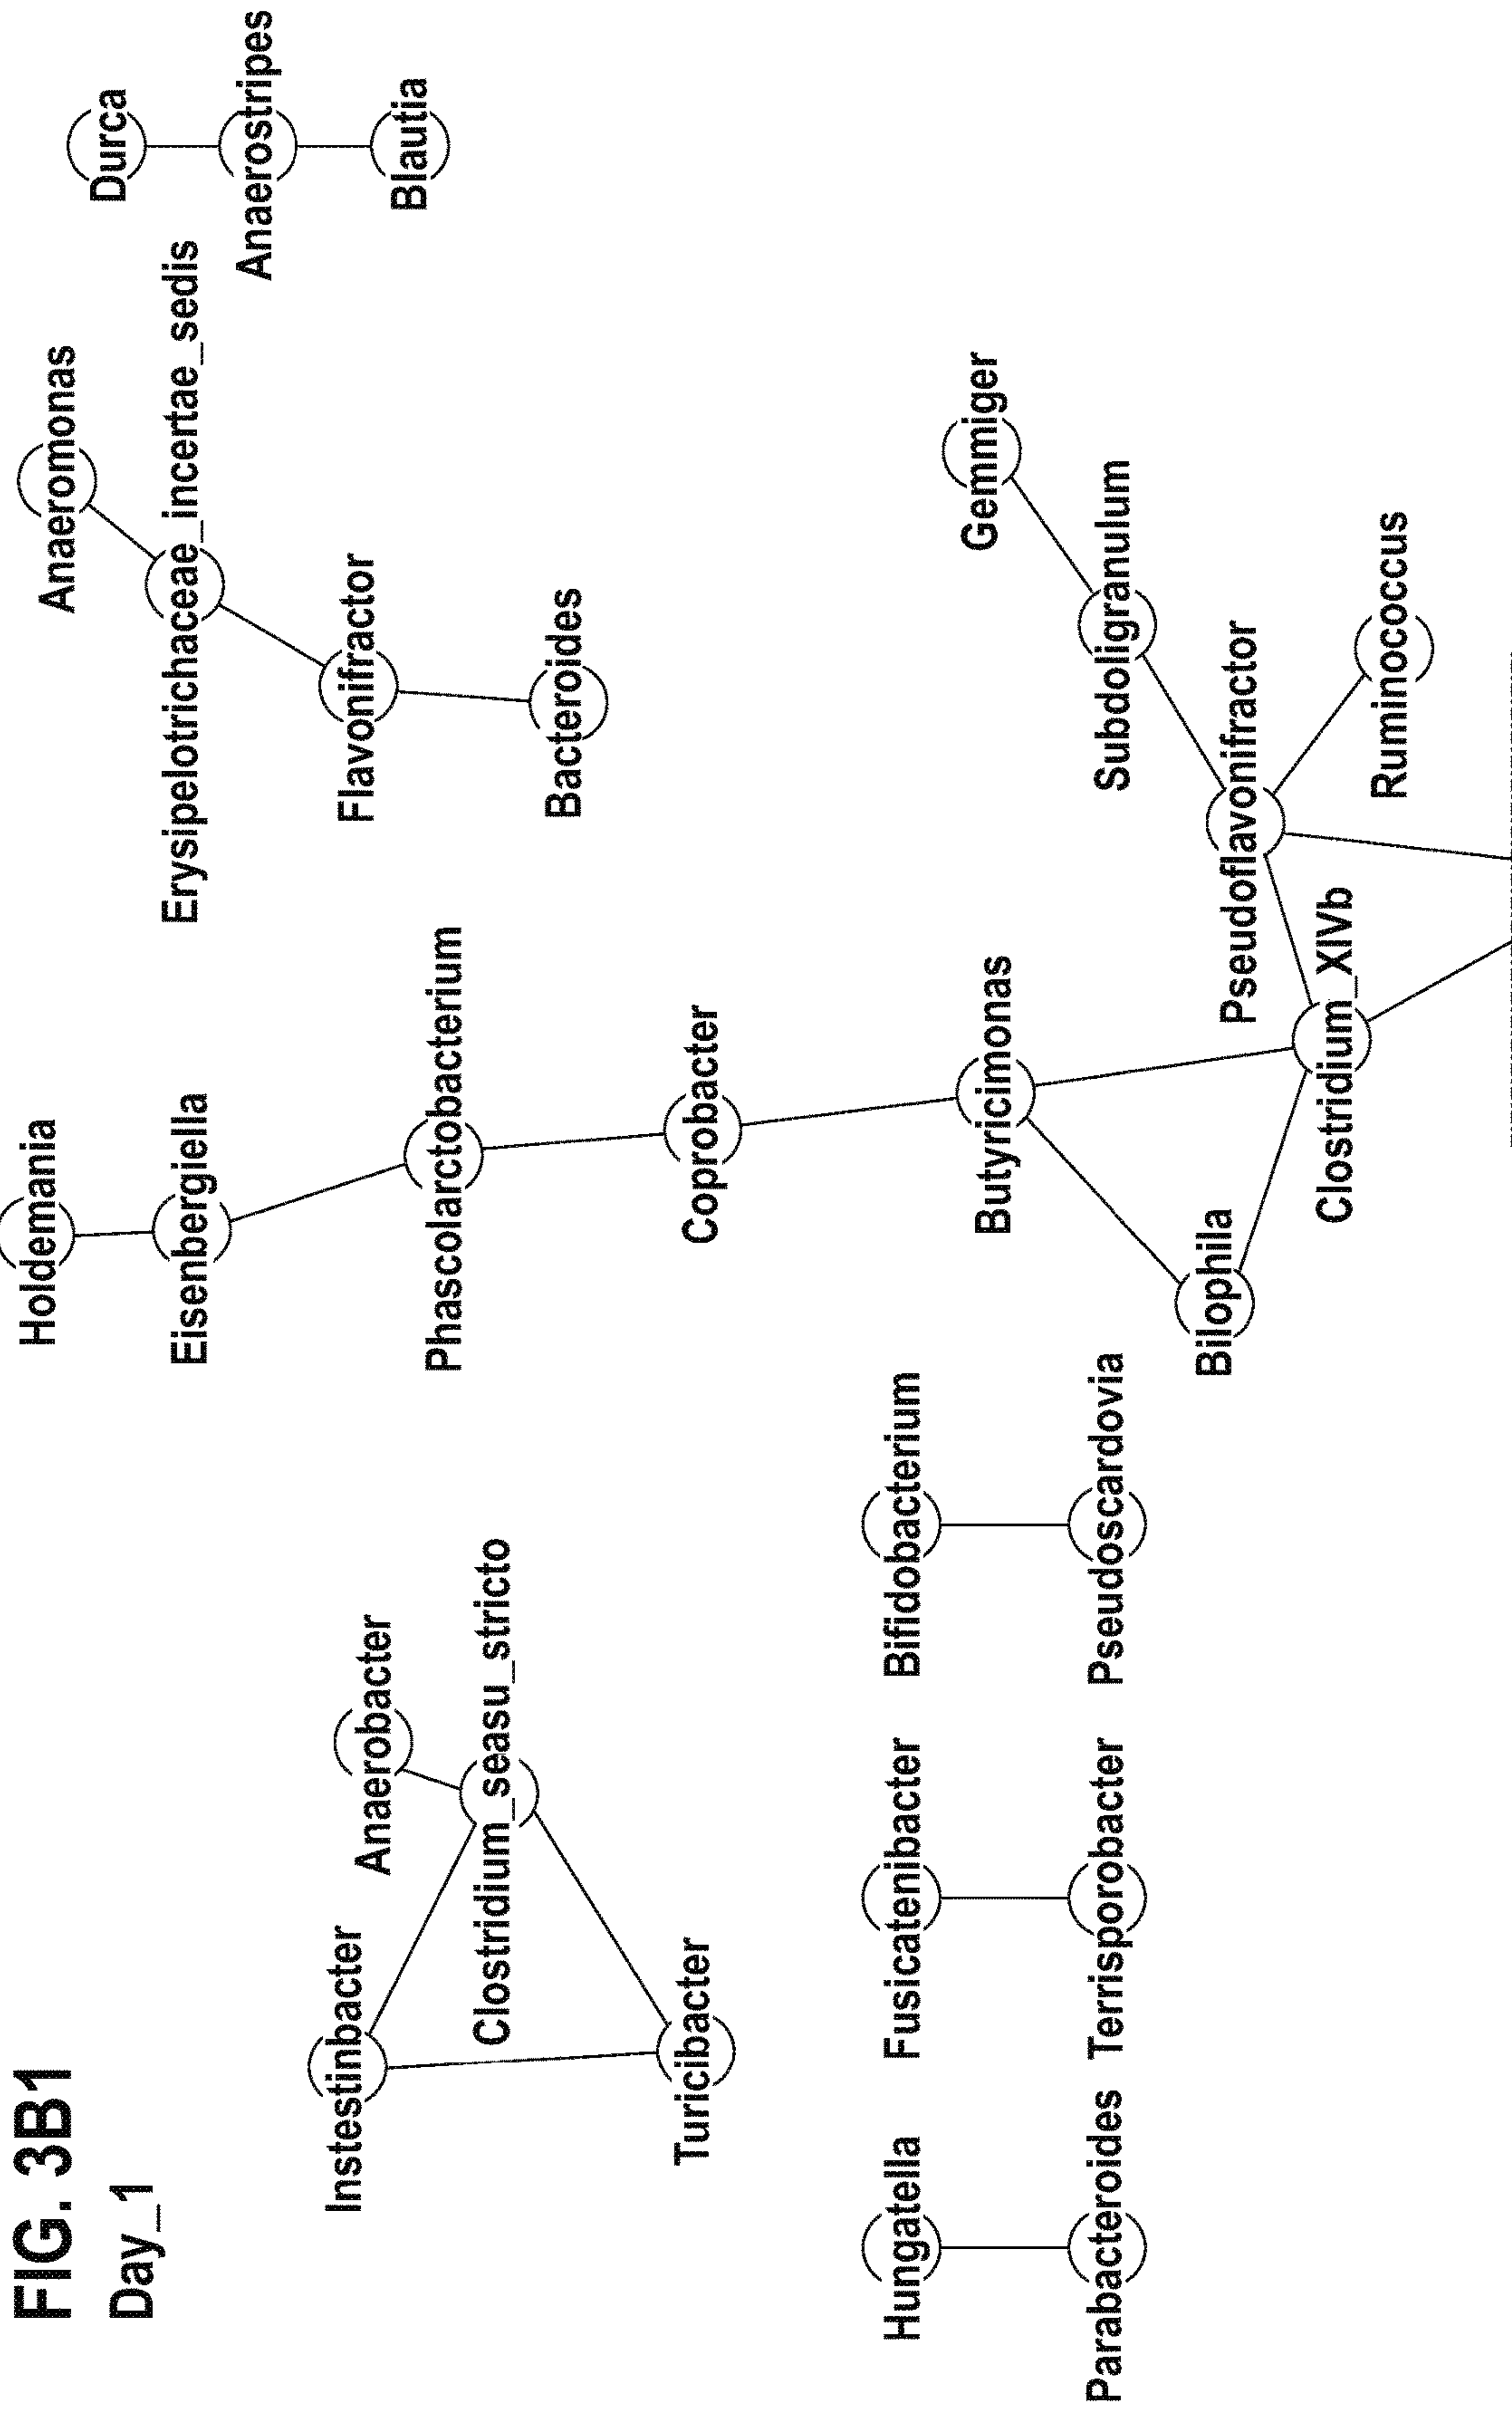 FIG. 3B1
Day_1
Holdemania
Eisenbergiella
Phascolarctobacterium
Coprobacter
Butyricimonas
Bilophila
Clostridium_XIVb
Pseudoflavonifractor
Subdoligranulum
Gemmiger
Ruminococcus
Anaeromonas
Erysipelotrichaceae_incertae_sedis
Flavonifractor
Bacteroides
Durca
Anaerostripes
Blautia
Instestinbacter
Anaerobacter
Clostridium_seasu_stricto
Turicibacter
Hungatella
Parabacteroides
Fusicatenibacter
Terrisporobacter
Bifidobacterium
Pseudoscardovia